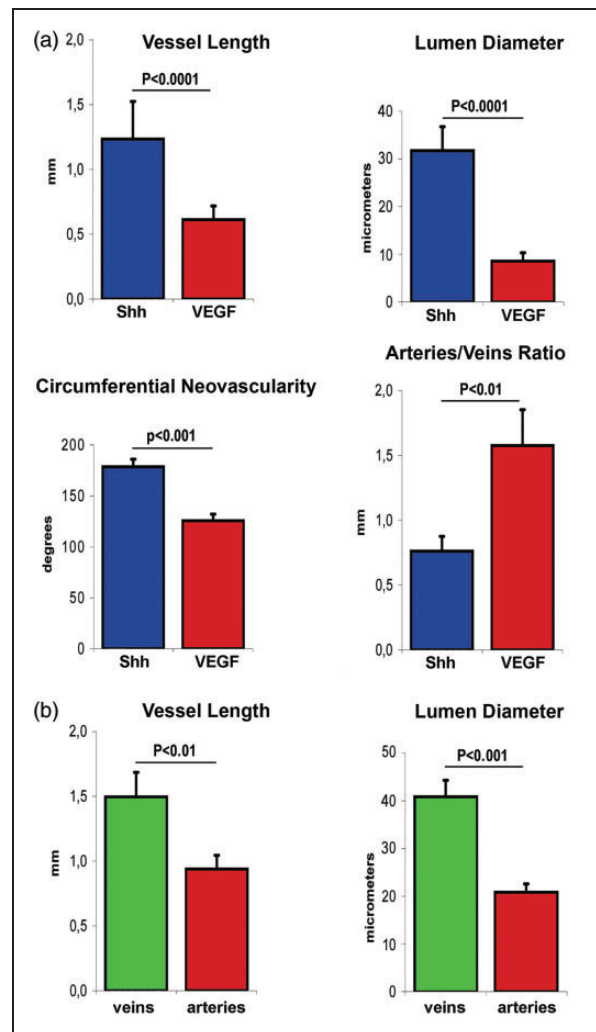 (a)
Vessel Length
P<0.0001
2,0
1,5
1,0
0,5
0,0
mm
Shh VEGF
Lumen Diameter
P<0.0001
40
30
20
10
0
micrometers
Shh VEGF
Circumferential Neovascularity
p<0.001
200
150
100
50
0
degrees
Shh VEGF
Arteries/Veins Ratio
P<0.01
2,0
1,5
1,0
0,5
0,0
mm
Shh VEGF
(b)
Vessel Length
P<0.01
2,0
1,5
1,0
0,5
0,0
mm
veins arteries
Lumen Diameter
P<0.001
50
40
30
20
10
0
micrometers
veins arteries